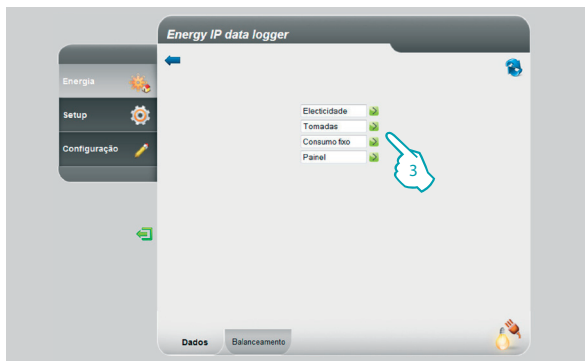 Energy IP data logger
Energia
Setup
Configuração
Electicidade
Tomadas
Consumo fixo
Painel
3
Dados
Balanceamento